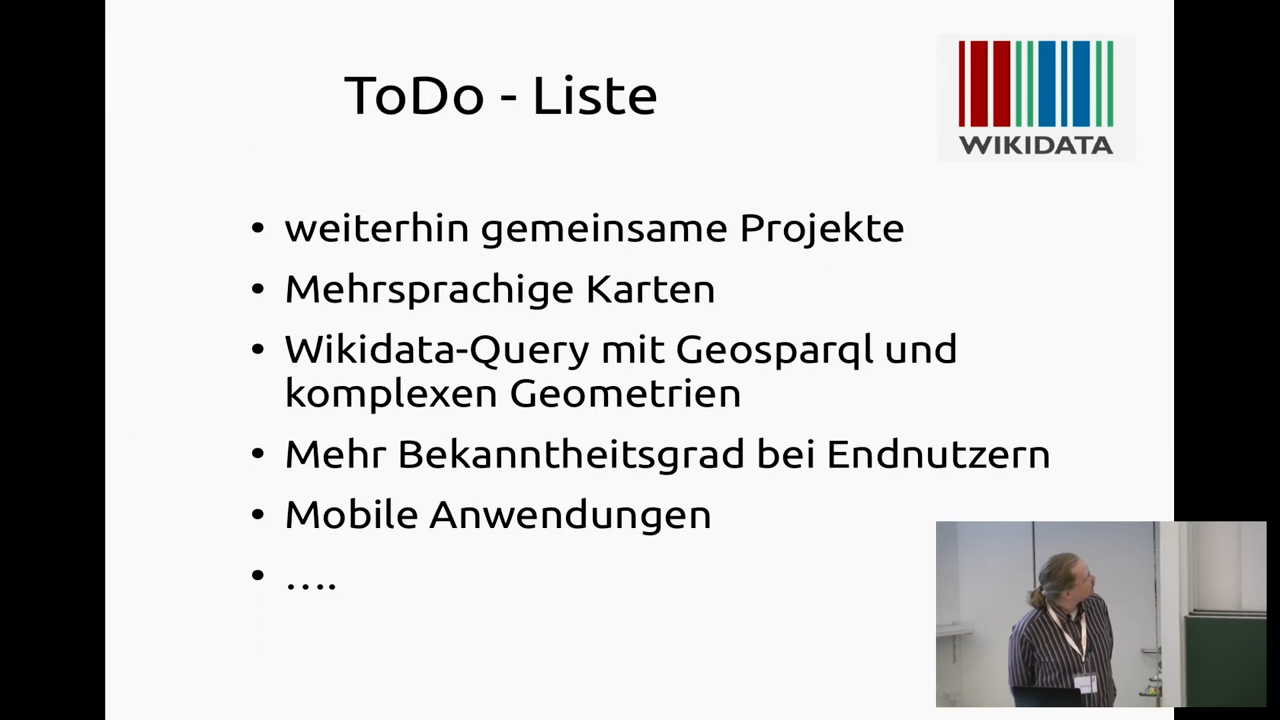 ToDo - Liste
WIKIDATA
• weiterhin gemeinsame Projekte
• Mehrsprachige Karten
• Wikidata-Query mit Geosparql und
komplexen Geometrien
• Mehr Bekanntheitsgrad bei Endnutzern
• Mobile Anwendungen
• ....